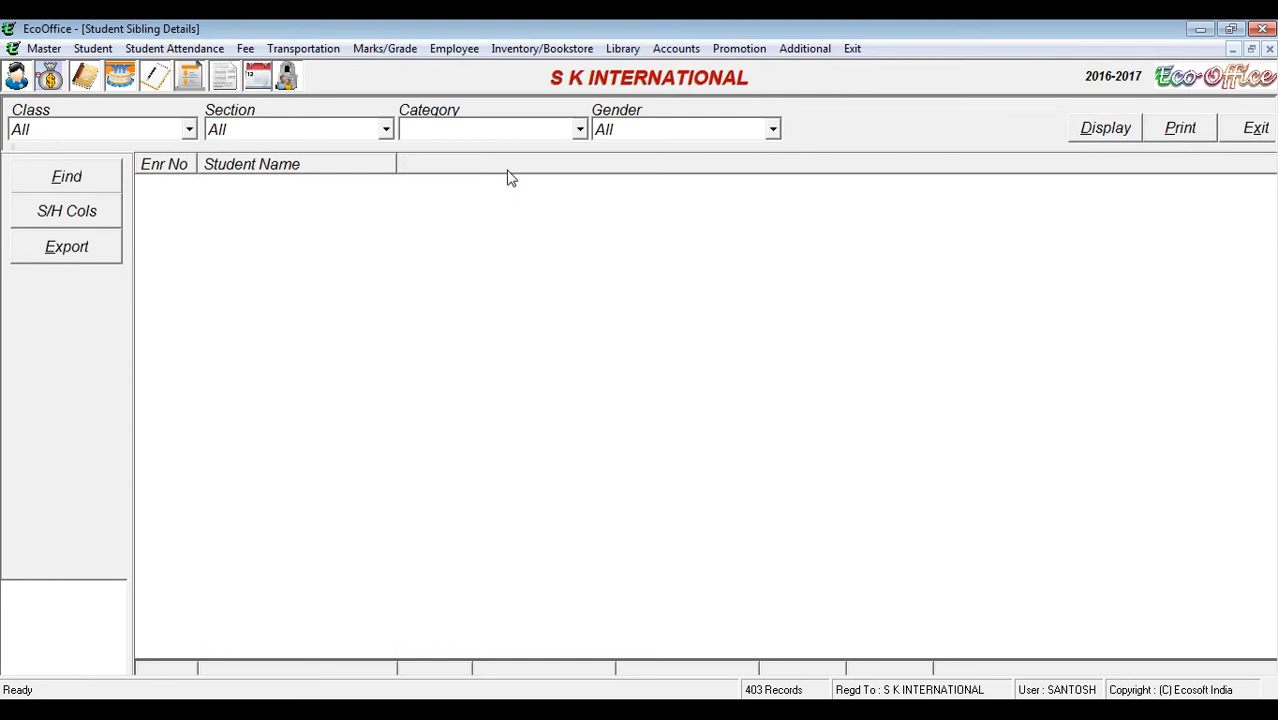 EcoOffice - [Student Sibling Details]
Master Student Student Attendance Fee Transportation Marks/Grade Employee Inventory/Bookstore Library Accounts Promotion Additional Exit
12 S K INTERNATIONAL 2016-2017 Eco-Office
Class Section Category Gender
All All All Display Print Exit
Enr No Student Name
Find
S/H Cols
Export
Ready 403 Records Regd To : S K INTERNATIONAL User : SANTOSH Copyright : (C) Ecosoft India